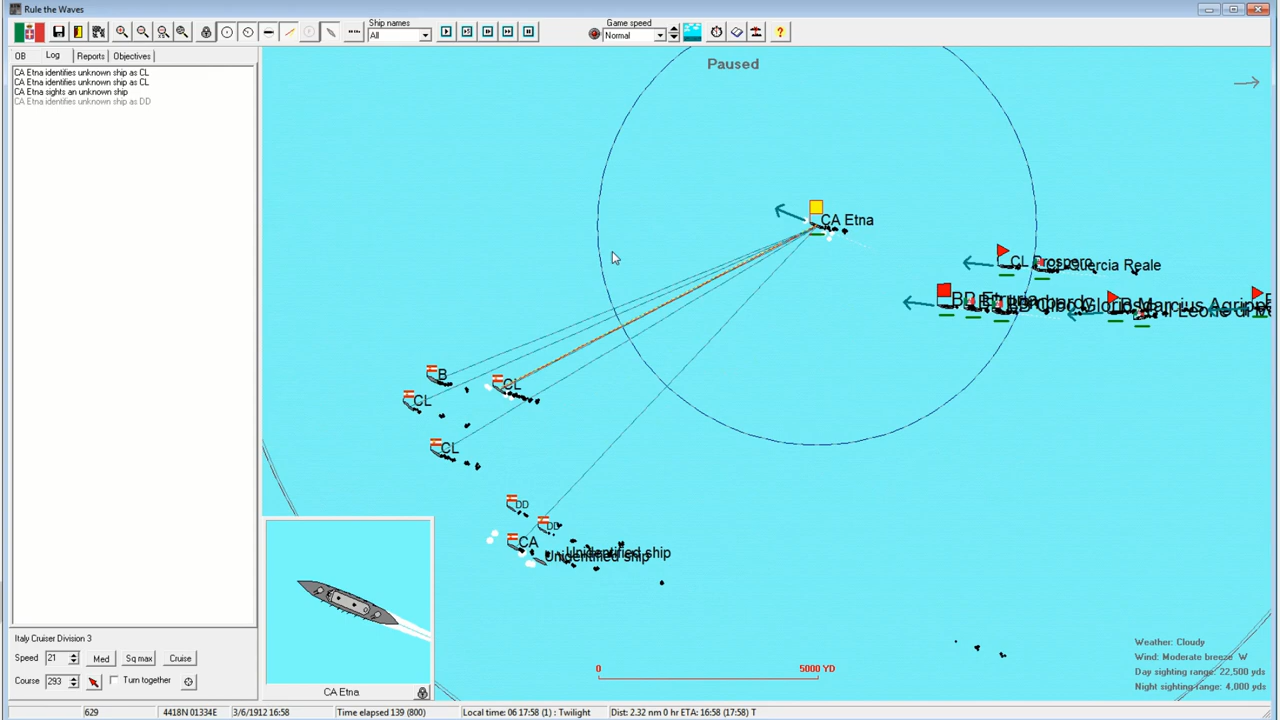 Rule the Waves
Ship names
All
Game speed
Normal
OB
Log
Reports
Objectives
CA Etna identifies unknown ship as CL
CA Etna identifies unknown ship as CL
CA Etna sights an unknown ship
CA Etna identifies unknown ship as DD
Paused
CA Etna
CL Prospero
Quercia Reale
BB Etruria
Marcius Agrippa
B
CL
CL
CL
DD
DD
CA
Unidentified ship
Unidentified ship
Italy Cruiser Division 3
Speed
21
Med
Sq max
Cruise
Course
293
Turn together
CA Etna
0
5000 YD
Weather: Cloudy
Wind: Moderate breeze W
Day sighting range: 22,500 yds
Night sighting range: 4,000 yds
629
4418N 01334E
3/6/1912 16:58
Time elapsed 139 (800)
Local time: 06 17:58 (1) : Twilight
Dist: 2.32 nm 0 hr ETA: 16:58 (17:58) T